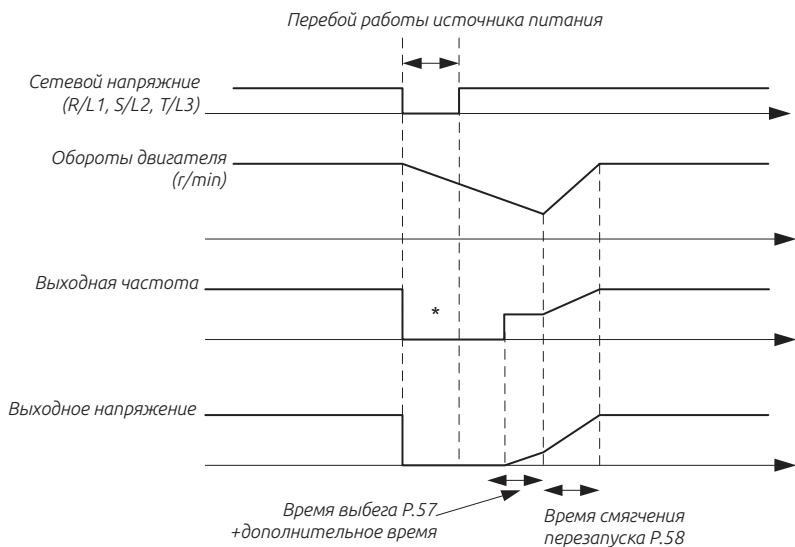 Перебой работы источника питания
Сетевой напряжние
(R/L1, S/L2, T/L3)
Обороты двигателя
(r/min)
Выходная частота
*
Выходное напряжение
Время выбега P.57
+дополнительное время
Время смягчения
перезапуска P.58